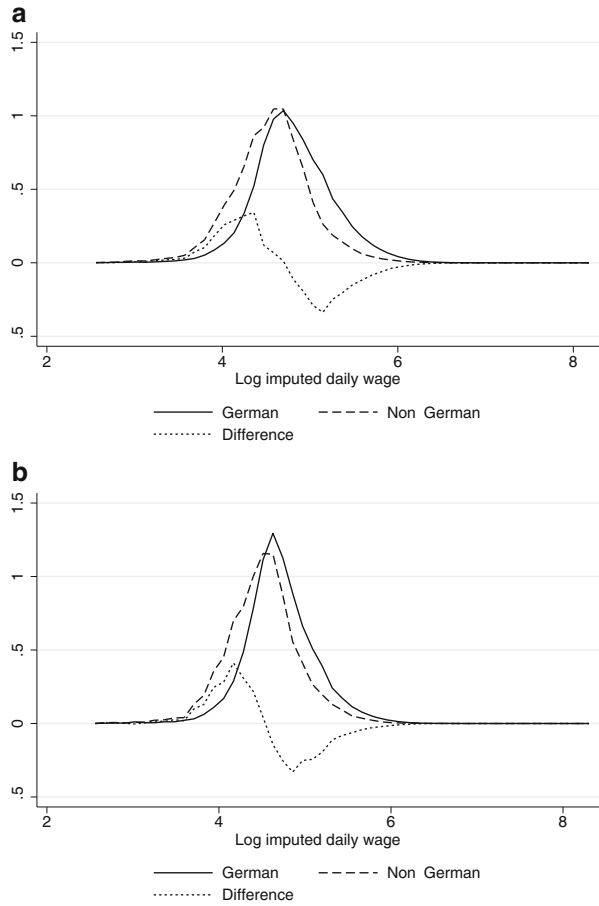 a
1.5
1
.5
0
.5
2 4 6 8
Log imputed daily wage
German Non German
Difference
b
1.5
1
.5
0
.5
2 4 6 8
Log imputed daily wage
German Non German
Difference